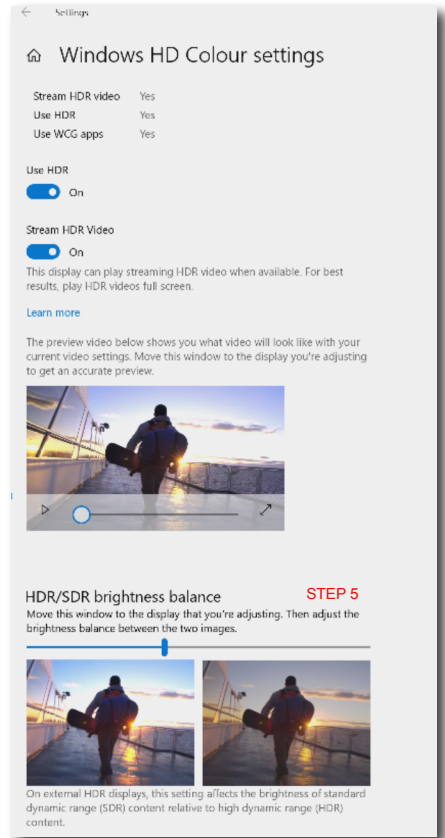 Settings
Windows HD Colour settings
Stream HDR video Yes
Use HDR Yes
Use WCG apps Yes
Use HDR
On
Stream HDR Video
On
This display can play streaming HDR video when available. For best
results, play HDR videos full screen.
Learn more
The preview video below shows you what video will look like with your
current video settings. Move this window to the display you're adjusting
to get an accurate preview.
HDR/SDR brightness balance STEP 5
Move this window to the display that you're adjusting. Then adjust the
brightness balance between the two images.
On external HDR displays, this setting affects the brightness of standard
dynamic range (SDR) content relative to high dynamic range (HDR)
content.